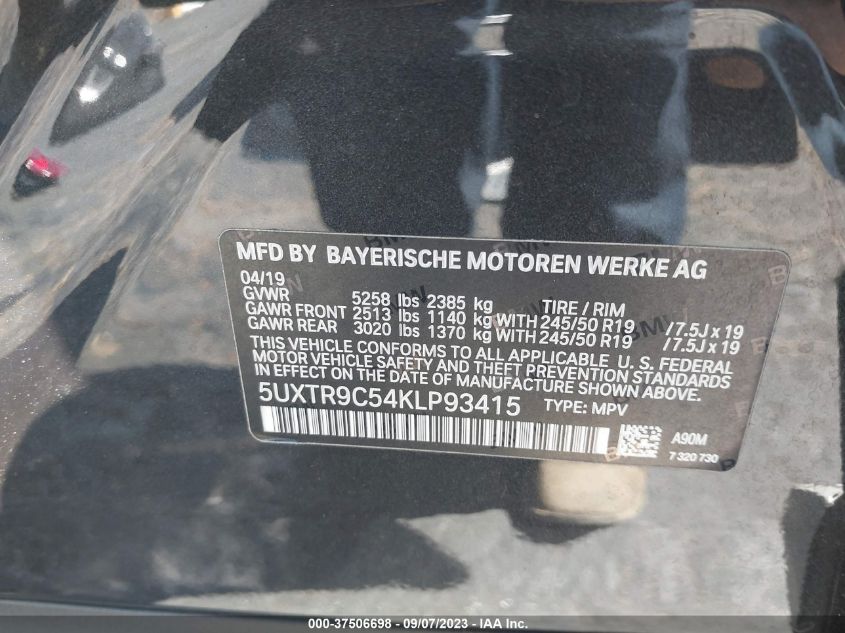 MFD BY BAYERISCHE MOTOREN WERKE AG
04/19
GVWR 5258 lbs 2385 kg TIRE / RIM
GAWR FRONT 2513 lbs 1140 kg WITH 245/50 R19 /7.5J x 19
GAWR REAR 3020 lbs 1370 kg WITH 245/50 R19 /7.5J x 19
THIS VEHICLE CONFORMS TO ALL APPLICABLE U. S. FEDERAL
MOTOR VEHICLE SAFETY AND THEFT PREVENTION STANDARDS
IN EFFECT ON THE DATE OF MANUFACTURE SHOWN ABOVE.
5UXTR9C54KLP93415 TYPE: MPV
A90M
7 320 730
000-37506698 - 09/07/2023 - IAA Inc.